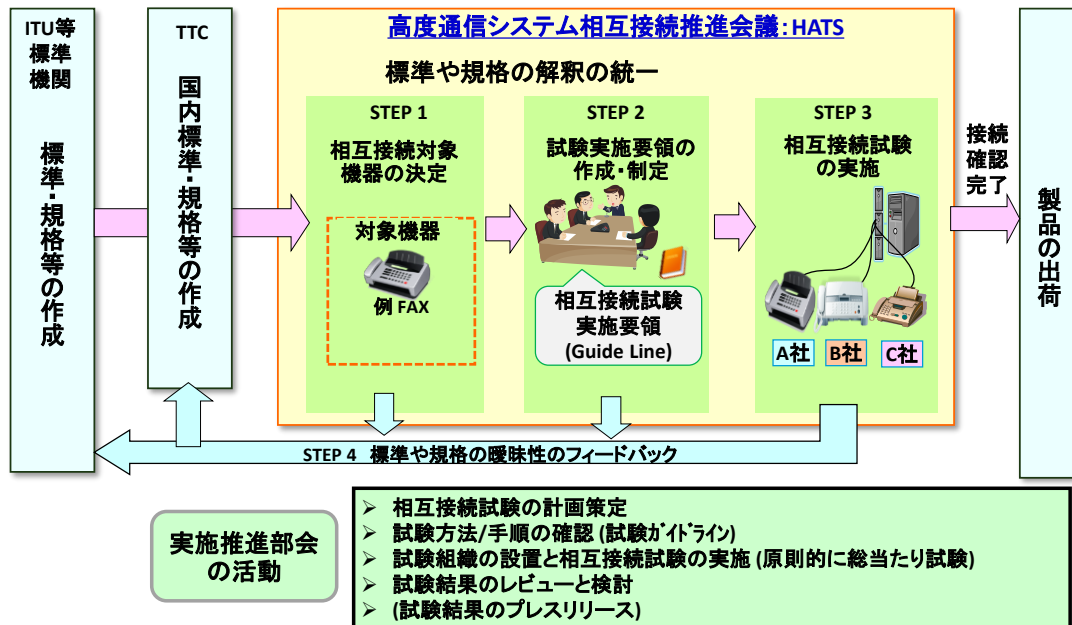 ITU等
標準
機関
標準・規格等の作成
TTC
国内標準・規格等の作成
高度通信システム相互接続推進会議：HATS
標準や規格の解釈の統一
STEP 1
相互接続対象
機器の決定
対象機器
例 FAX
STEP 2
試験実施要領の
作成・制定
相互接続試験
実施要領
(Guide Line)
STEP 3
相互接続試験
の実施
A社
B社
C社
接続
確認
完了
製品の出荷
STEP 4 標準や規格の曖昧性のフィードバック
実施推進部会
の活動
➢ 相互接続試験の計画策定
➢ 試験方法/手順の確認 (試験ｶﾞｲﾄﾞﾗｲﾝ)
➢ 試験組織の設置と相互接続試験の実施 (原則的に総当たり試験)
➢ 試験結果のレビューと検討
➢ (試験結果のプレスリリース)